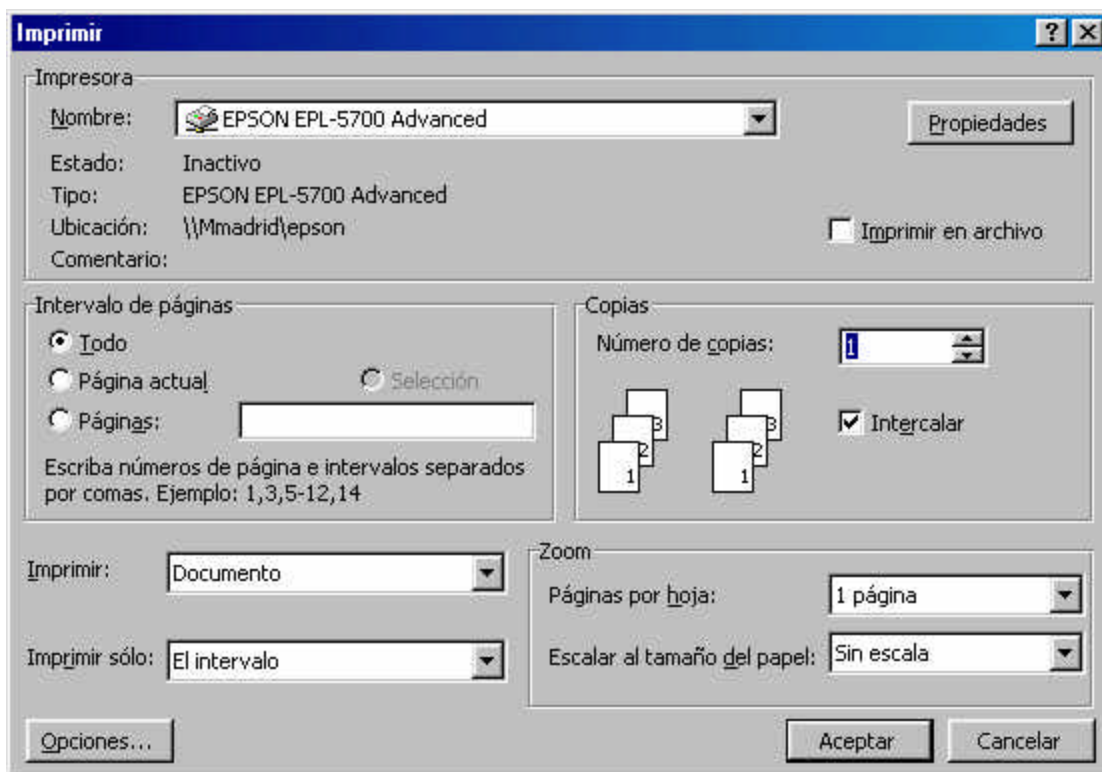 Imprimir
Impresora
Nombre: EPSON EPL-5700 Advanced Propiedades
Estado: Inactivo
Tipo: EPSON EPL-5700 Advanced
Ubicación: \\Mmadrid\epson Imprimir en archivo
Comentario:
Intervalo de páginas
Todo
Página actual Selección
Páginas:
Escriba números de página e intervalos separados
por comas. Ejemplo: 1,3,5-12,14
Copias
Número de copias: 1
3 3
2 2
1 1
Intercalar
Imprimir: Documento
Imprimir sólo: El intervalo
Zoom
Páginas por hoja: 1 página
Escalar al tamaño del papel: Sin escala
Opciones... Aceptar Cancelar